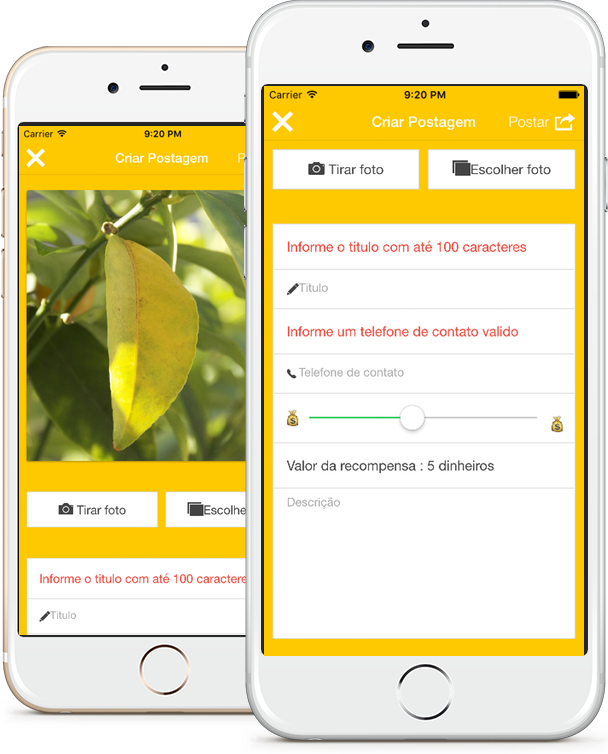 Carrier 9:20 PM
Criar Postagem P
Tirar foto Escolhe
Informe o titulo com até 100 caractere
Titulo
Carrier 9:20 PM
Criar Postagem Postar
Tirar foto Escolher foto
Informe o titulo com até 100 caracteres
Titulo
Informe um telefone de contato valido
Telefone de contato
Valor da recompensa : 5 dinheiros
Descrição